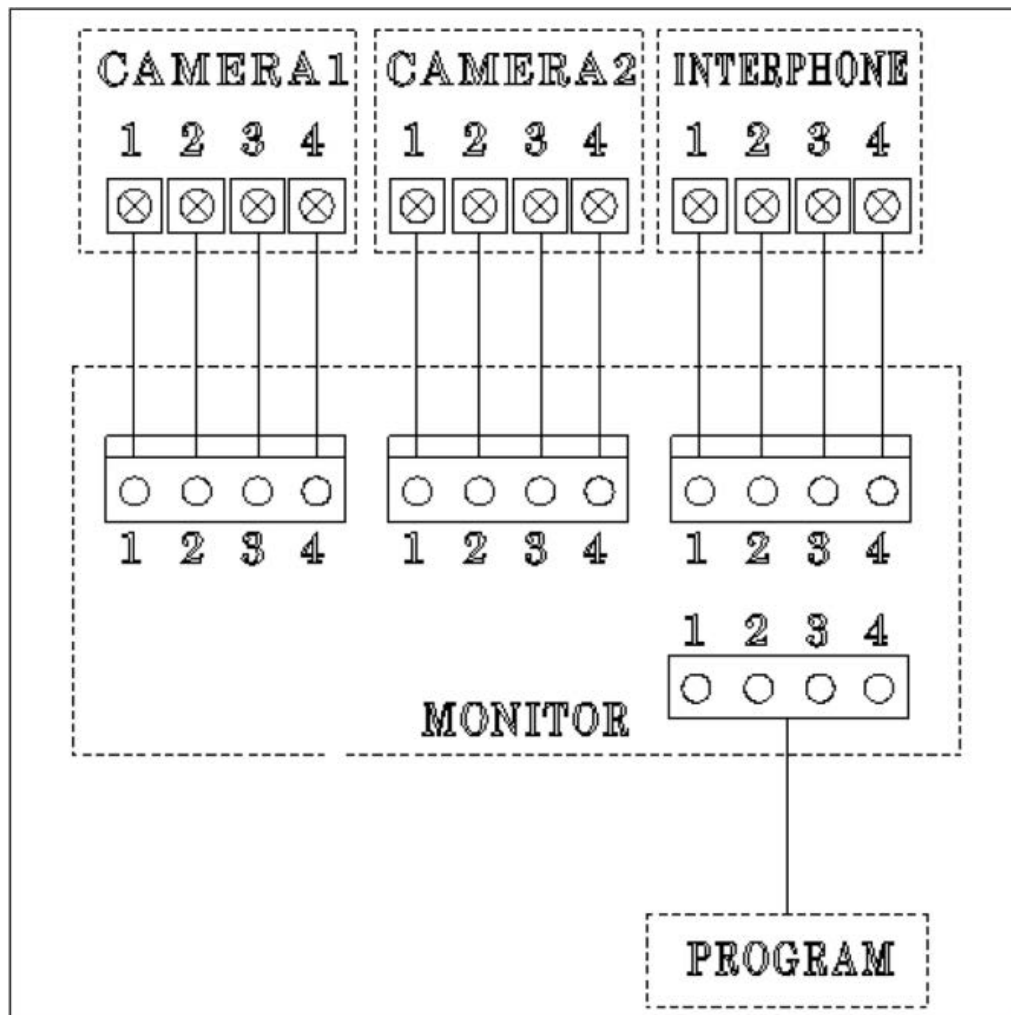 CAMERA1 CAMERA2 INTERPHONE
1 2 3 4 1 2 3 4 1 2 3 4
1 2 3 4 1 2 3 4 1 2 3 4
1 2 3 4
MONITOR
PROGRAM